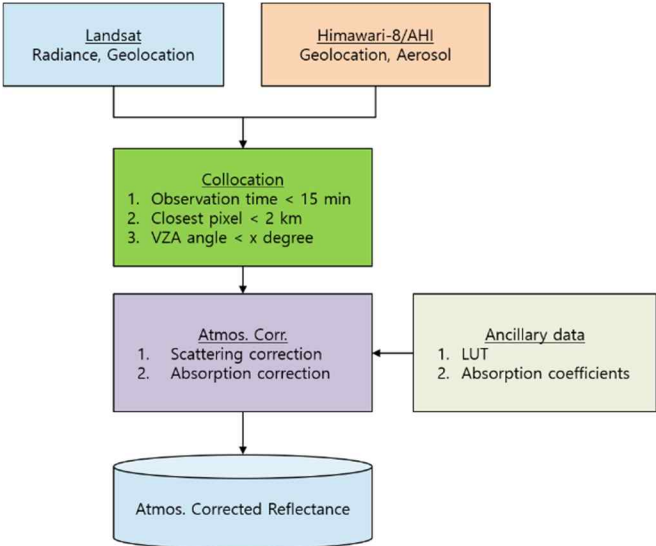 Landsat
Radiance, Geolocation
Himawari-8/AHI
Geolocation, Aerosol
Collocation
1. Observation time < 15 min
2. Closest pixel < 2 km
3. VZA angle < x degree
Atmos. Corr.
1. Scattering correction
2. Absorption correction
Ancillary data
1. LUT
2. Absorption coefficients
Atmos. Corrected Reflectance